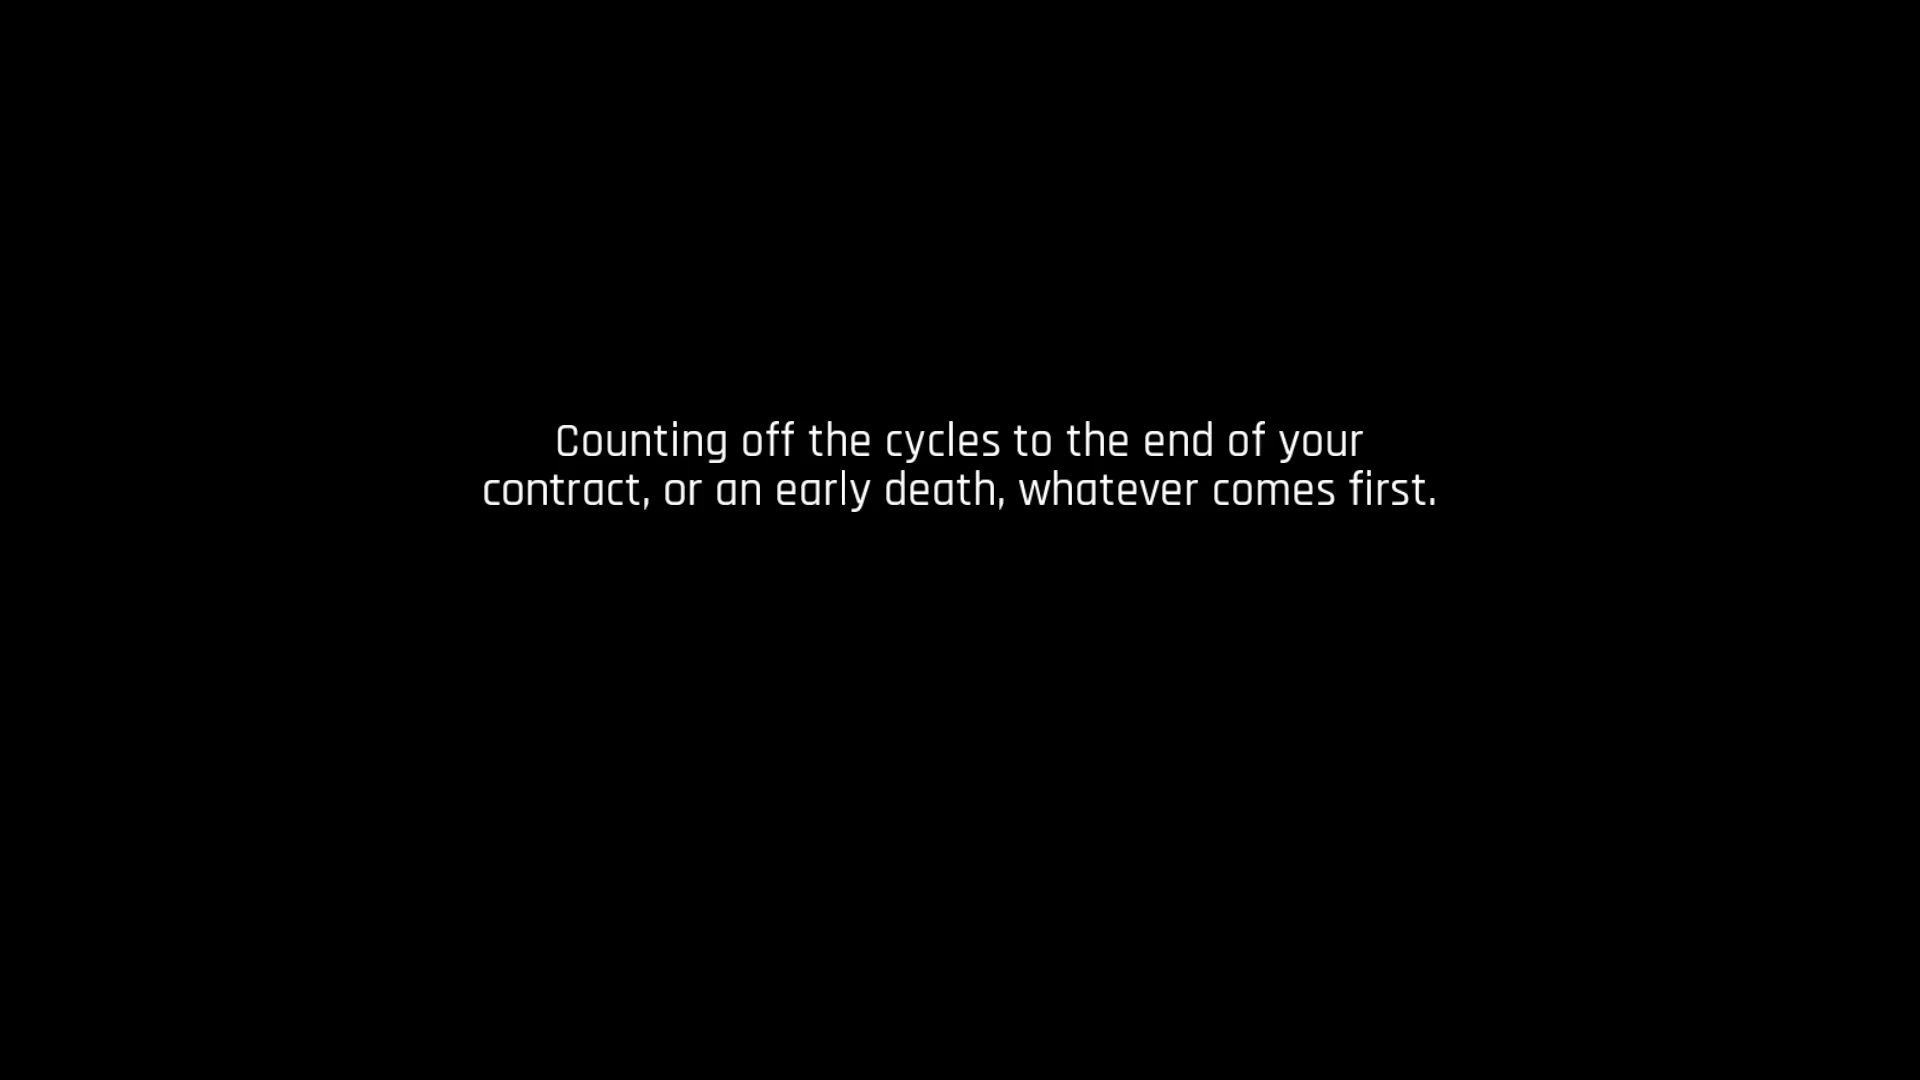 Counting off the cycles to the end of your
contract, or an early death, whatever comes first.